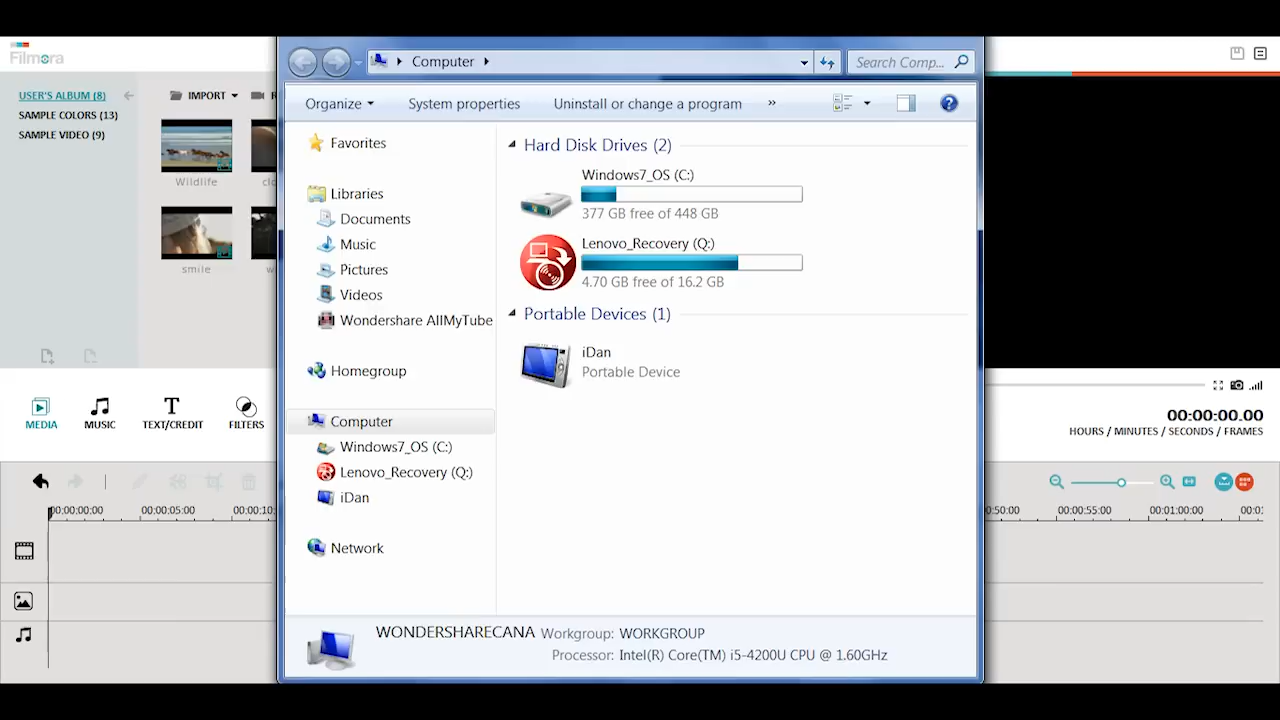 Filmora
USER'S ALBUM (8)
SAMPLE COLORS (13)
SAMPLE VIDEO (9)
IMPORT
Wildlife
smile
MEDIA
MUSIC
TEXT/CREDIT
FILTERS
Computer
Search Comp...
Organize
System properties
Uninstall or change a program
»
Favorites
Libraries
Documents
Music
Pictures
Videos
Wondershare AllMyTube
Homegroup
Computer
Windows7_OS (C:)
Lenovo_Recovery (Q:)
iDan
Network
Hard Disk Drives (2)
Windows7_OS (C:)
377 GB free of 448 GB
Lenovo_Recovery (Q:)
4.70 GB free of 16.2 GB
Portable Devices (1)
iDan
Portable Device
WONDERSHARECANA Workgroup: WORKGROUP
Processor: Intel(R) Core(TM) i5-4200U CPU @ 1.60GHz
00:00:00.00
HOURS / MINUTES / SECONDS / FRAMES
00:00:00:00 00:00:05:00 00:00:10: :50:00 00:00:55:00 00:01:00:00 00:0